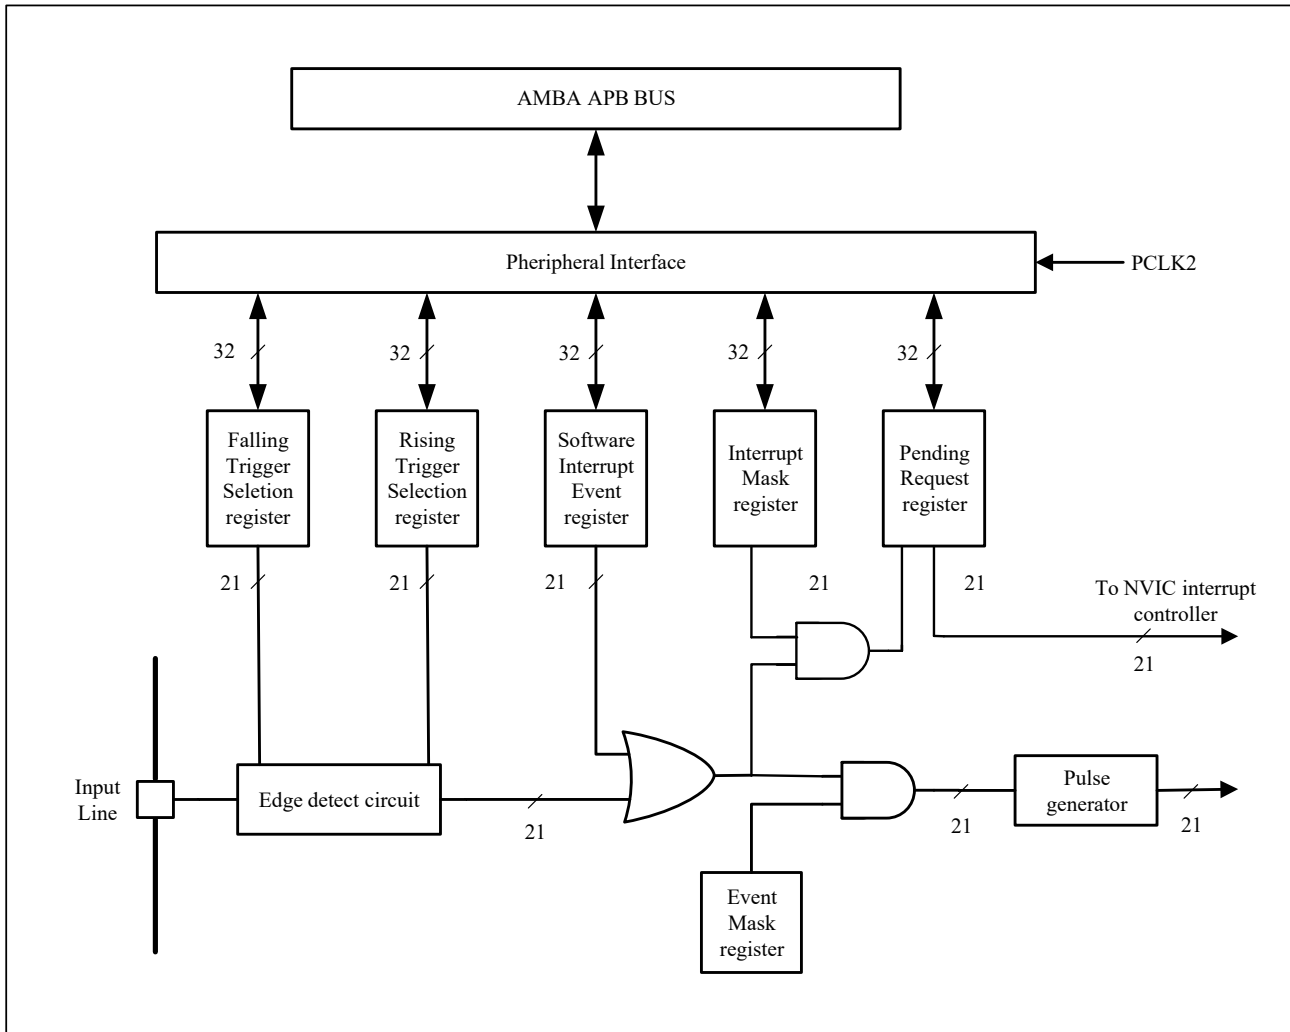 AMBA APB BUS
Pheripheral Interface
PCLK2
32
32
32
32
32
Falling
Trigger
Seletion
register
Rising
Trigger
Selection
register
Software
Interrupt
Event
register
Interrupt
Mask
register
Pending
Request
register
21
21
21
21
21
To NVIC interrupt
controller
21
Input
Line
Edge detect circuit
21
21
Pulse
generator
21
Event
Mask
register